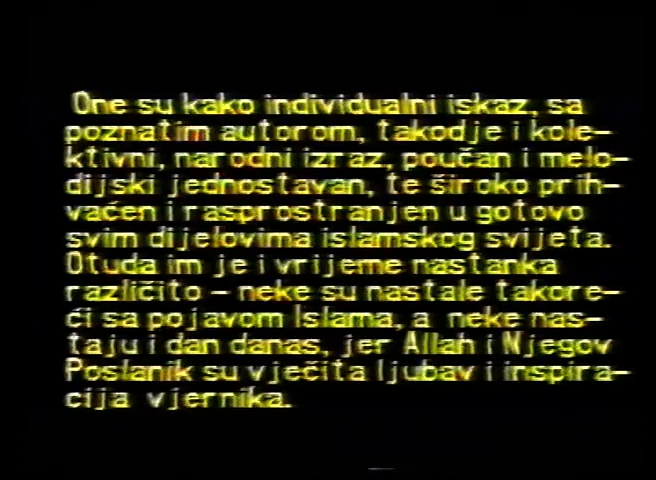 One su kako individualni iskaz, sa
poznatim autorom, takodje i kole-
ktivni, narodni izraz, poučan i melo-
dijski jednostavan, te široko prih-
vaćen i rasprostranjen u gotovo
svim dijelovima islamskog svijeta.
Otuda im je i vrijeme nastanka
različito - neke su nastale takore-
ći sa pojavom Islama, a neke nas-
taju i dan danas, jer Allah i Njegov
Poslanik su vječita ljubav i inspira-
cija vjernika.